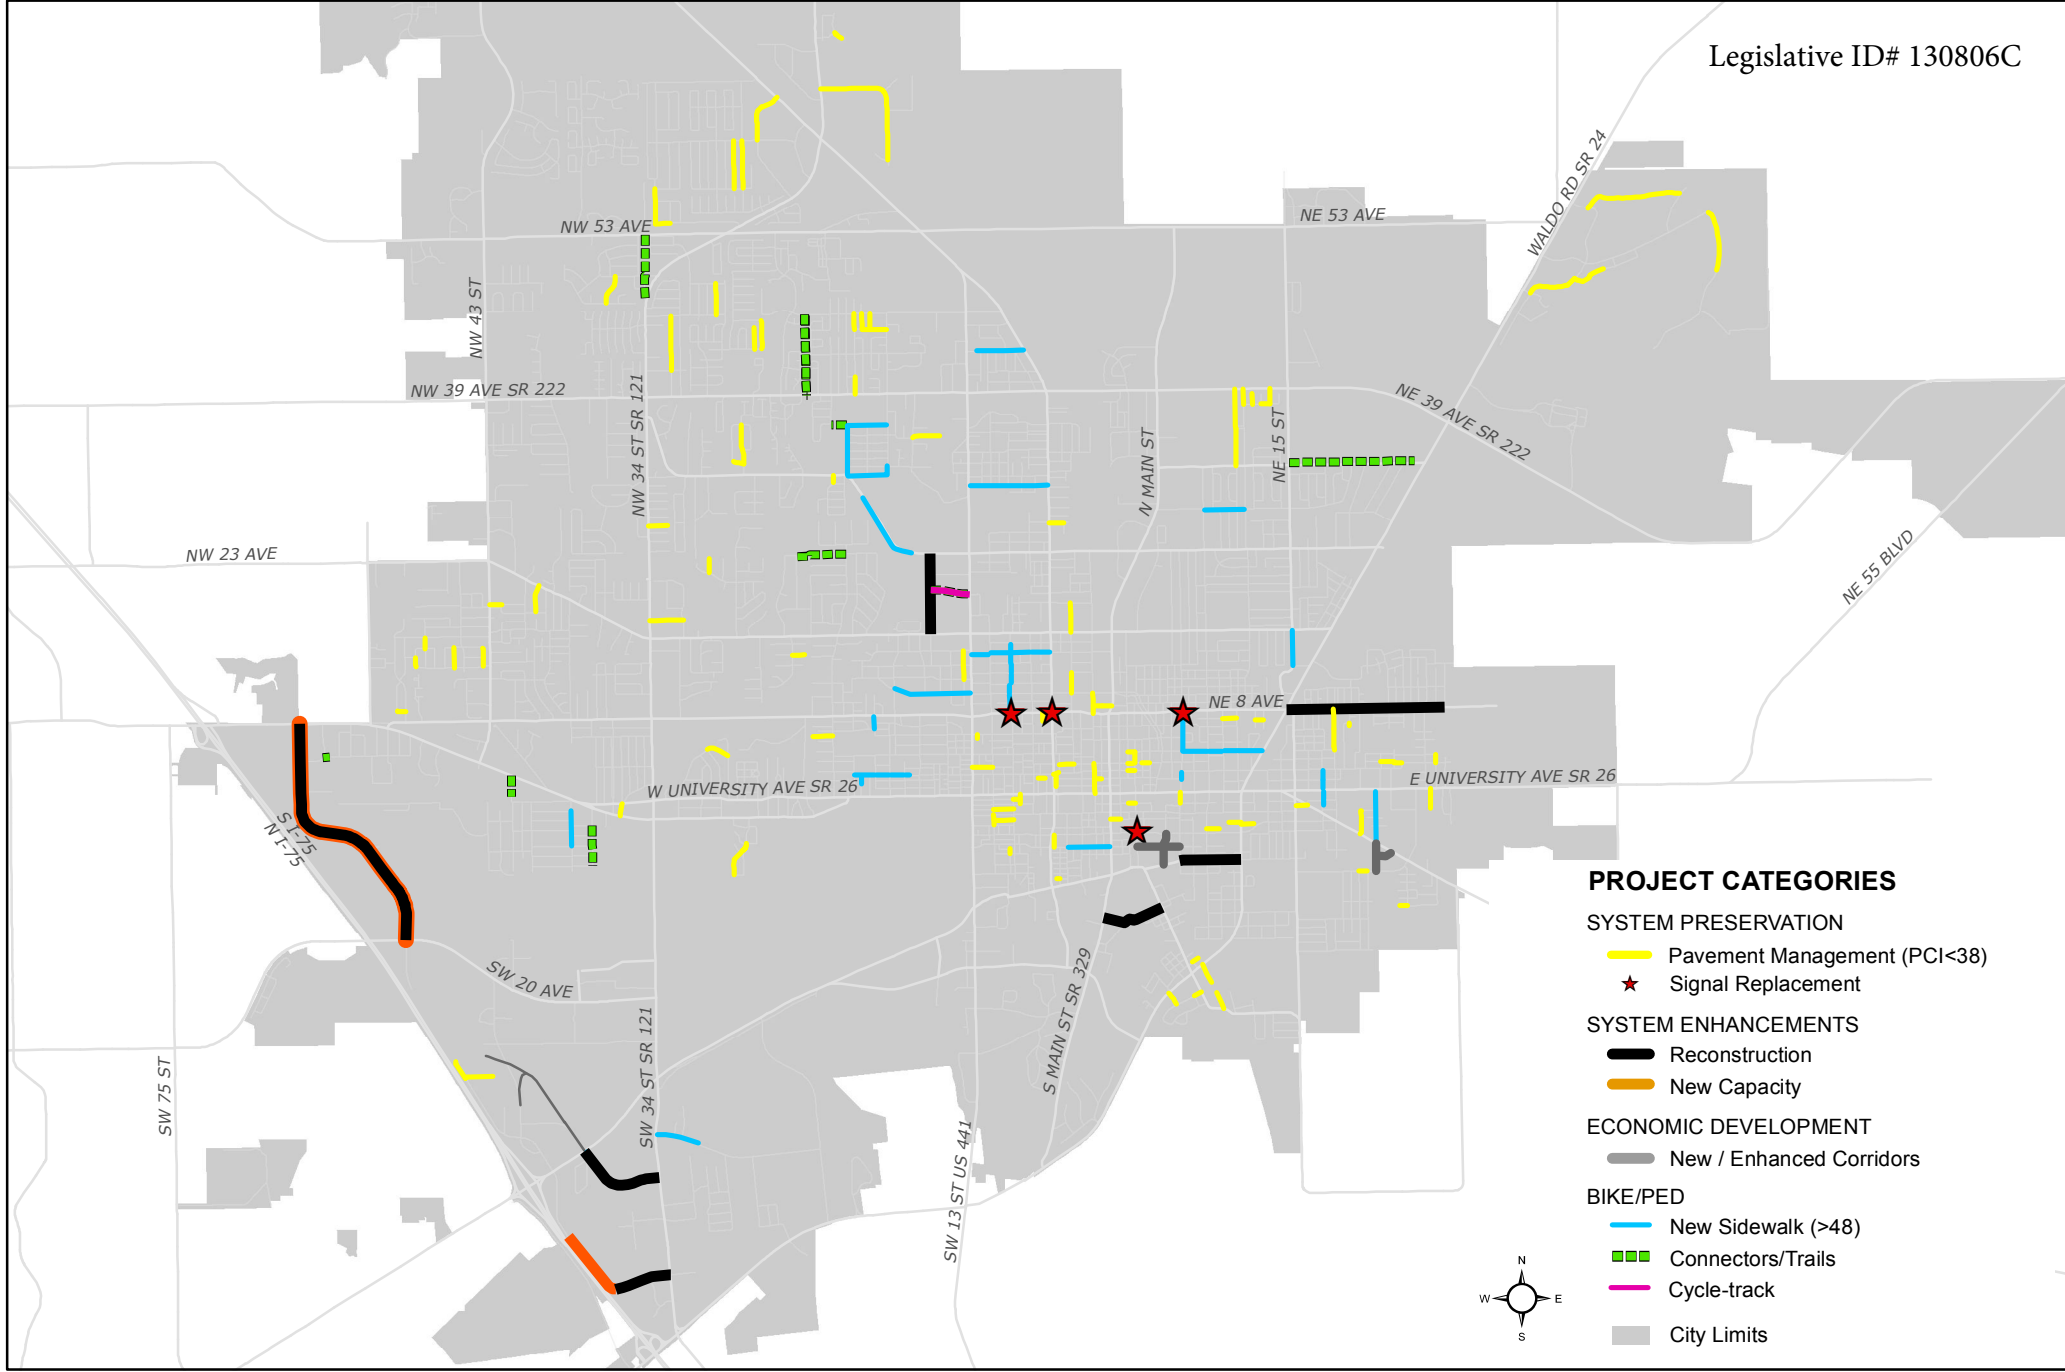 Legislative ID# 130806C
WALDO RD SR 24
NE 53 AVE
NW 53 AVE
NW 43 ST
NW 39 AVE SR 222
NW 34 ST SR 121
NE 39 AVE SR 222
NE 15 ST
N MAIN ST
NW 23 AVE
NE 55 BLVD
NE 8 AVE
W UNIVERSITY AVE SR 26
E UNIVERSITY AVE SR 26
S I-75
N I-75
SW 20 AVE
SW 34 ST SR 121
S MAIN ST SR 329
SW 75 ST
SW 13 ST US 441
PROJECT CATEGORIES
SYSTEM PRESERVATION
Pavement Management (PCI<38)
Signal Replacement
SYSTEM ENHANCEMENTS
Reconstruction
New Capacity
ECONOMIC DEVELOPMENT
New / Enhanced Corridors
BIKE/PED
New Sidewalk (>48)
Connectors/Trails
Cycle-track
City Limits
N
W E
S